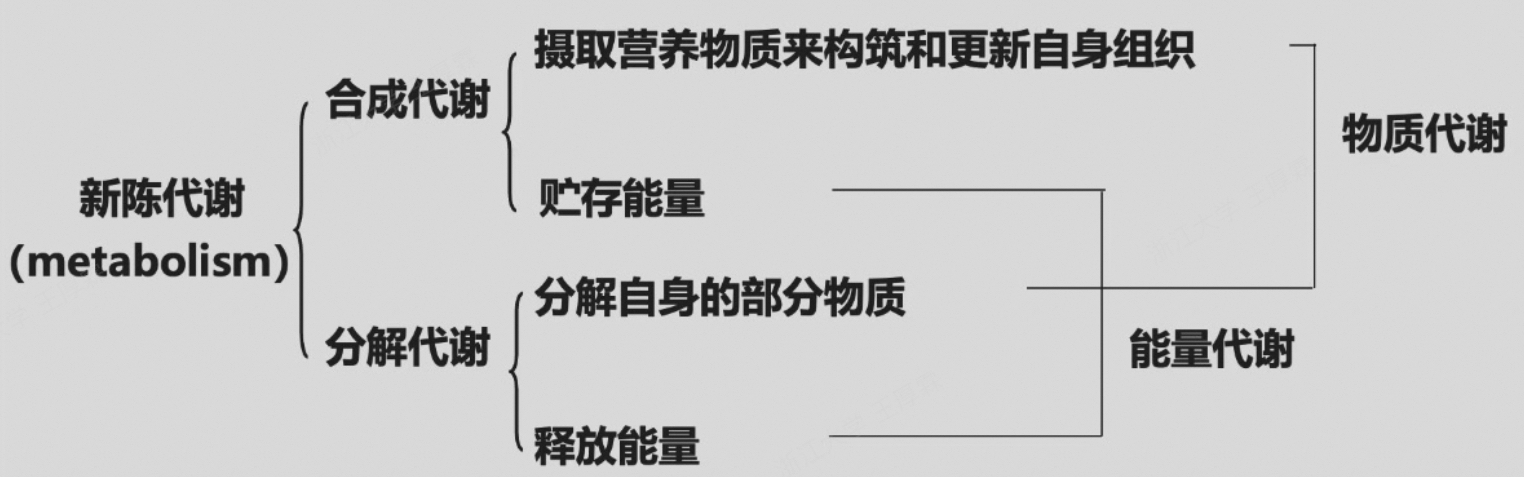 摄取营养物质来构筑和更新自身组织
合成代谢
物质代谢
新陈代谢
贮存能量
(metabolism)
分解自身的部分物质
分解代谢
能量代谢
释放能量